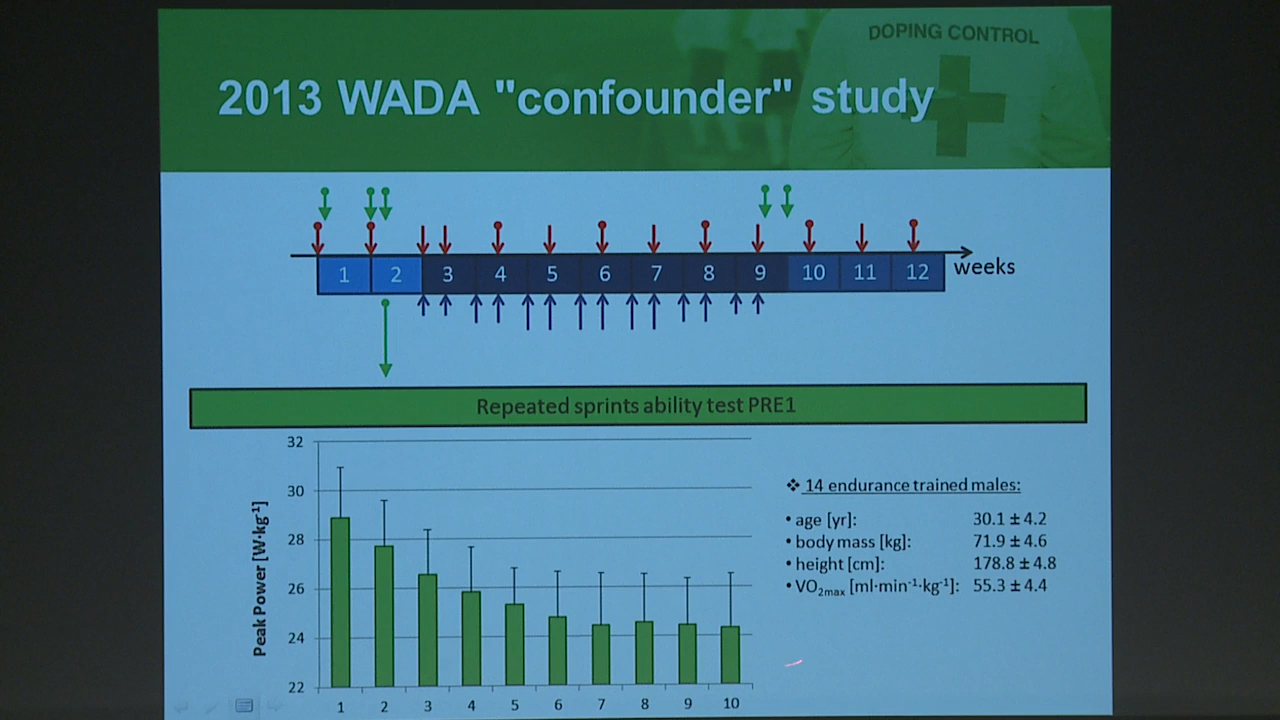 DOPING CONTROL
2013 WADA "confounder" study
1 2 3 4 5 6 7 8 9 10 11 12 weeks
Repeated sprints ability test PRE1
Peak Power [W·kg⁻¹]
32
30
28
26
24
22
1 2 3 4 5 6 7 8 9 10
❖ 14 endurance trained males:
• age [yr]: 30.1 ± 4.2
• body mass [kg]: 71.9 ± 4.6
• height [cm]: 178.8 ± 4.8
• VO₂max [ml·min⁻¹·kg⁻¹]: 55.3 ± 4.4